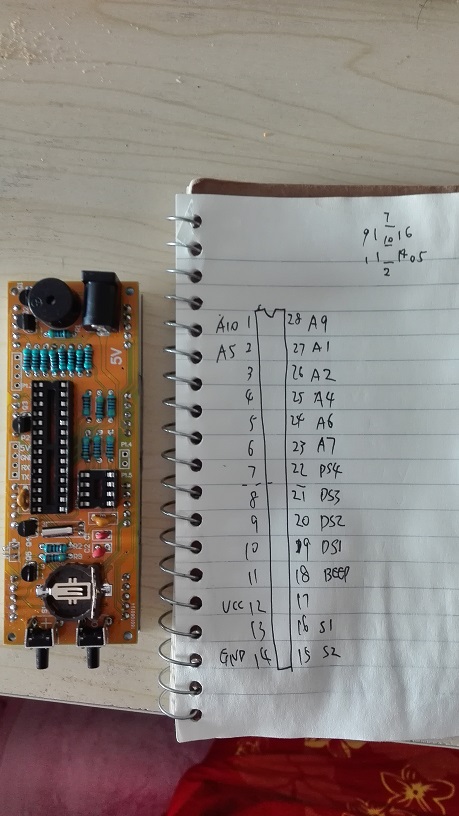 7
9 1 _ 16
10
1 1 _ 14 05
2
A10 1 28 A9
A5 2 27 A1
3 26 A2
4 25 A4
5 24 A6
6 23 A7
7 22 DS4
8 21 DS3
9 20 DS2
10 19 DS1
11 18 BEEP
VCC 12 17
13 16 S1
GND 14 15 S2
5V